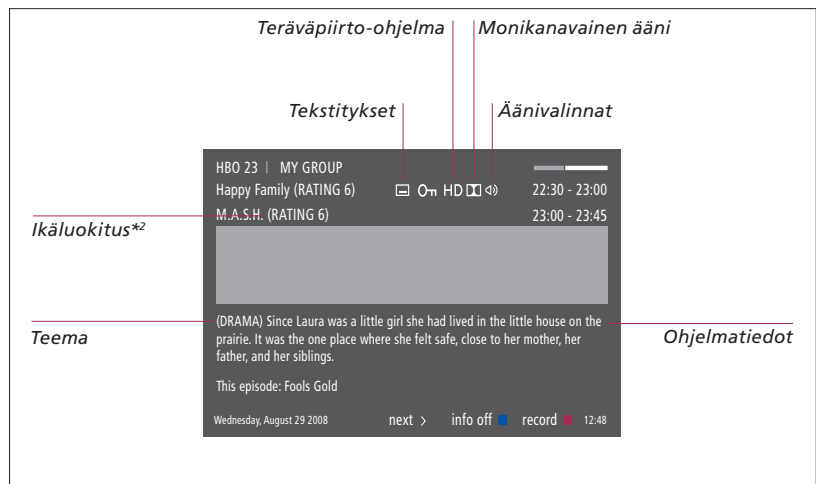 Teräväpiirto-ohjelma Monikanavainen ääni
Tekstitykset Äänivalinnat
HBO 23 | MY GROUP
Happy Family (RATING 6) HD 22:30 - 23:00
M.A.S.H. (RATING 6) 23:00 - 23:45
Ikäluokitus*2
(DRAMA) Since Laura was a little girl she had lived in the little house on the
Teema
Ohjelmatiedot
prairie. It was the one place where she felt safe, close to her mother, her
father, and her siblings.
This episode: Fools Gold
Wednesday, August 29 2008 next > info off record 12:48